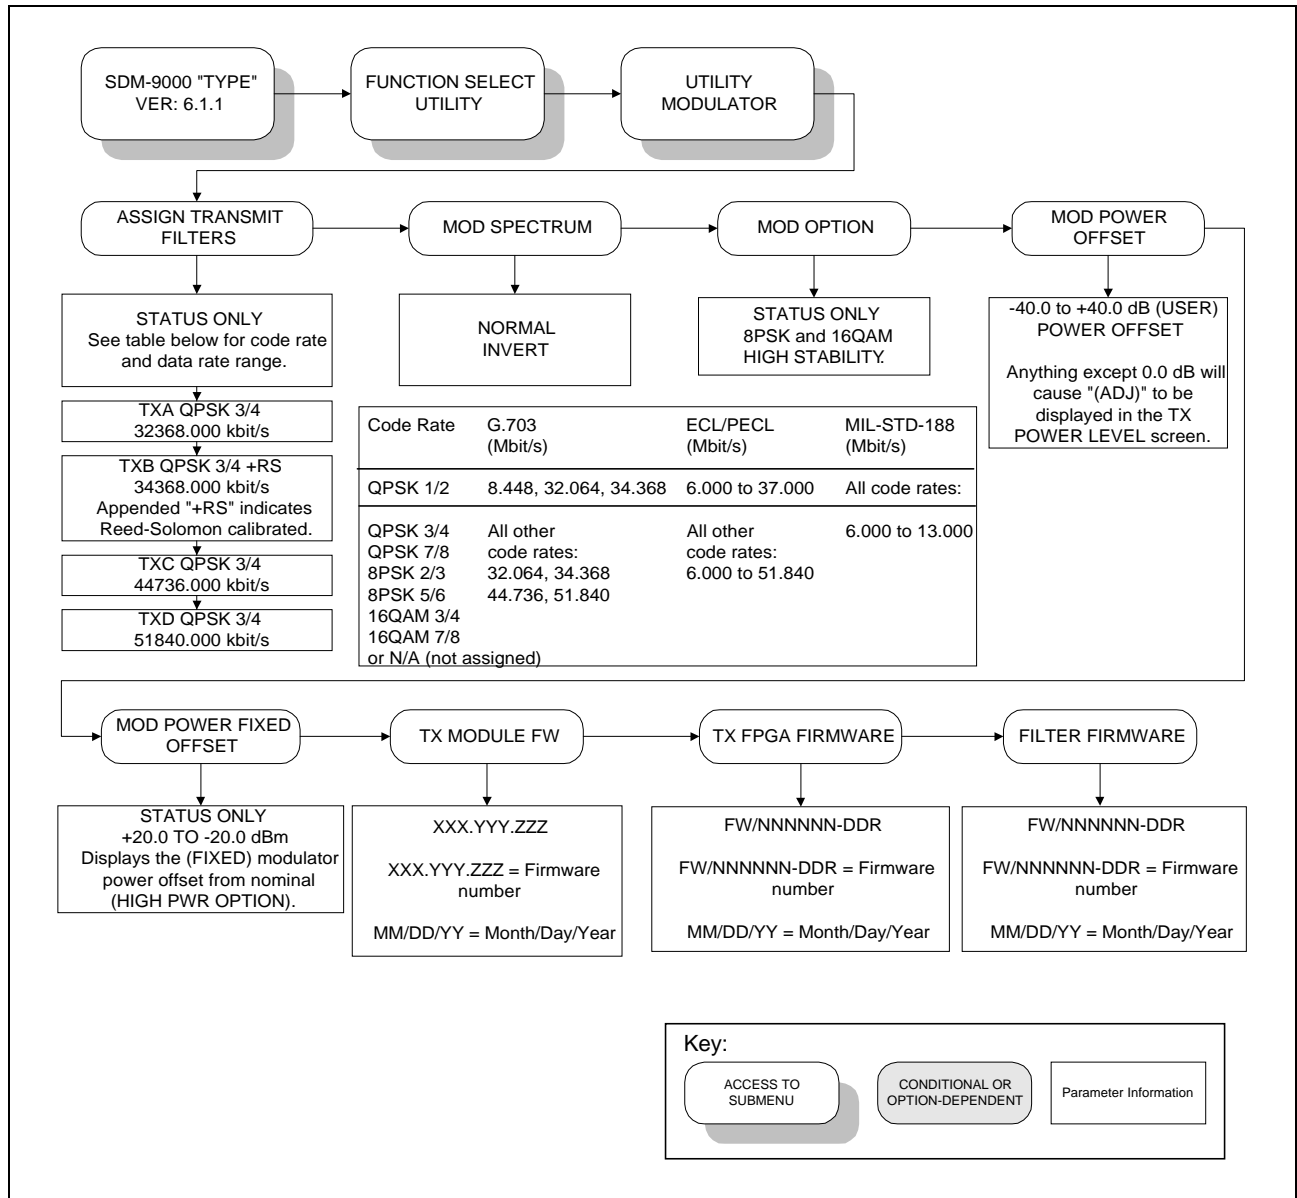 SDM-9000 "TYPE"
VER: 6.1.1
FUNCTION SELECT
UTILITY
UTILITY
MODULATOR
ASSIGN TRANSMIT
FILTERS
MOD SPECTRUM
MOD OPTION
MOD POWER
OFFSET
STATUS ONLY
See table below for code rate
and data rate range.
NORMAL
INVERT
STATUS ONLY
8PSK and 16QAM
HIGH STABILITY.
-40.0 to +40.0 dB (USER)
POWER OFFSET
Anything except 0.0 dB will
cause "(ADJ)" to be
displayed in the TX
POWER LEVEL screen.
TXA QPSK 3/4
32368.000 kbit/s
TXB QPSK 3/4 +RS
34368.000 kbit/s
Appended "+RS" indicates
Reed-Solomon calibrated.
TXC QPSK 3/4
44736.000 kbit/s
TXD QPSK 3/4
51840.000 kbit/s
Code Rate G.703 ECL/PECL MIL-STD-188
(Mbit/s) (Mbit/s) (Mbit/s)
QPSK 1/2 8.448, 32.064, 34.368 6.000 to 37.000 All code rates:
QPSK 3/4 All other All other 6.000 to 13.000
QPSK 7/8 code rates: code rates:
8PSK 2/3 32.064, 34.368 6.000 to 51.840
8PSK 5/6 44.736, 51.840
16QAM 3/4
16QAM 7/8
or N/A (not assigned)
MOD POWER FIXED
OFFSET
TX MODULE FW
TX FPGA FIRMWARE
FILTER FIRMWARE
STATUS ONLY
+20.0 TO -20.0 dBm
Displays the (FIXED) modulator
power offset from nominal
(HIGH PWR OPTION).
XXX.YYY.ZZZ
XXX.YYY.ZZZ = Firmware
number
MM/DD/YY = Month/Day/Year
FW/NNNNNN-DDR
FW/NNNNNN-DDR = Firmware
number
MM/DD/YY = Month/Day/Year
FW/NNNNNN-DDR
FW/NNNNNN-DDR = Firmware
number
MM/DD/YY = Month/Day/Year
Key:
ACCESS TO
SUBMENU
CONDITIONAL OR
OPTION-DEPENDENT
Parameter Information